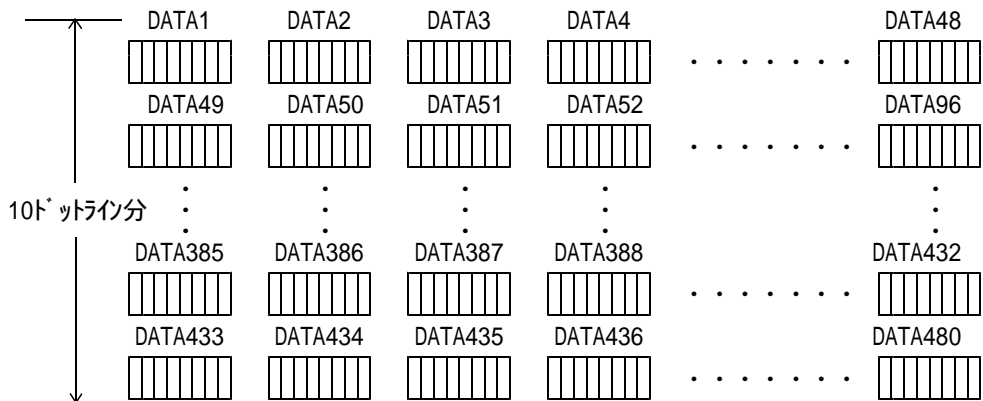 DATA1 DATA2 DATA3 DATA4 DATA48
・・・・・・・
DATA49 DATA50 DATA51 DATA52 DATA96
・・・・・・・
10ﾄﾞｯﾄﾗｲﾝ分
DATA385 DATA386 DATA387 DATA388 DATA432
・・・・・・・
DATA433 DATA434 DATA435 DATA436 DATA480
・・・・・・・